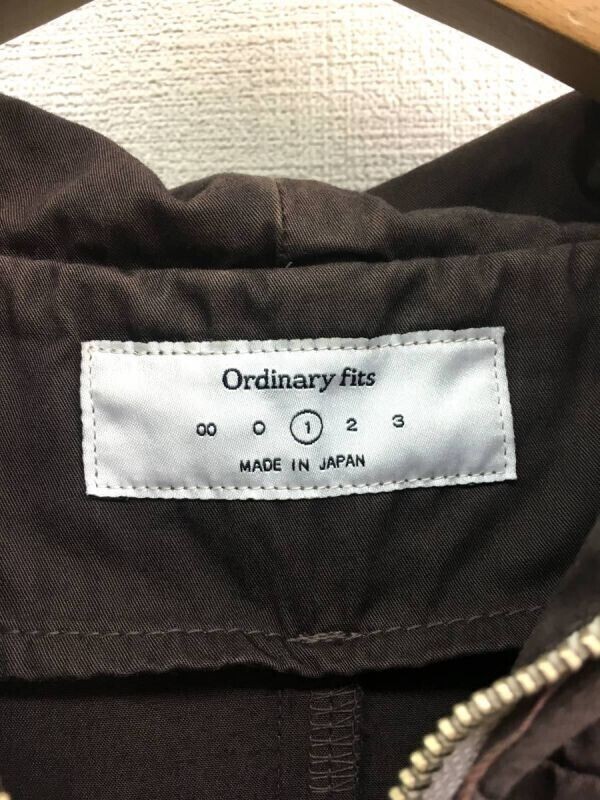 Ordinary fits
00 0 1 2 3
MADE IN JAPAN